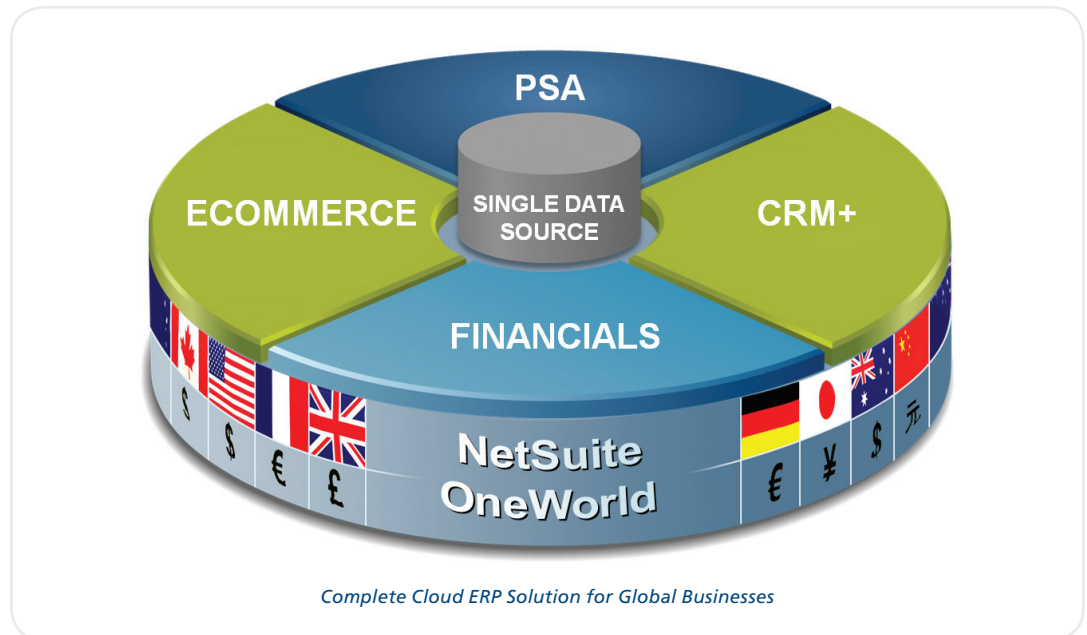 PSA
ECOMMERCE
SINGLE DATA
SOURCE
CRM+
FINANCIALS
NetSuite
OneWorld
$ $ € £ € ¥ $ 元
Complete Cloud ERP Solution for Global Businesses